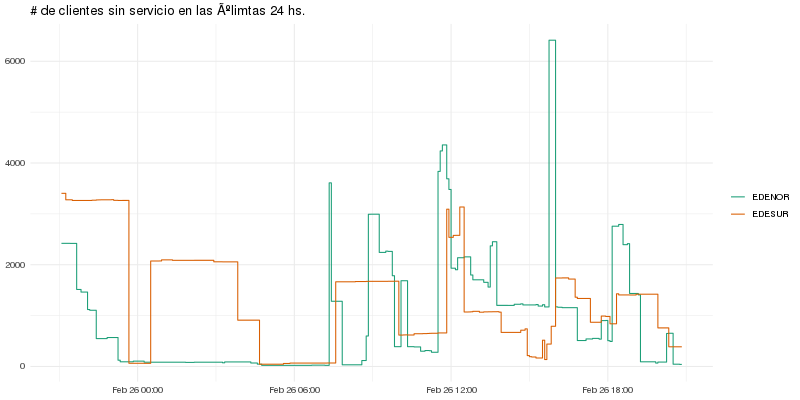 # de clientes sin servicio en las Ãºlimtas 24 hs.
6000
4000
2000
0
Feb 26 00:00
Feb 26 06:00
Feb 26 12:00
Feb 26 18:00
EDENOR
EDESUR